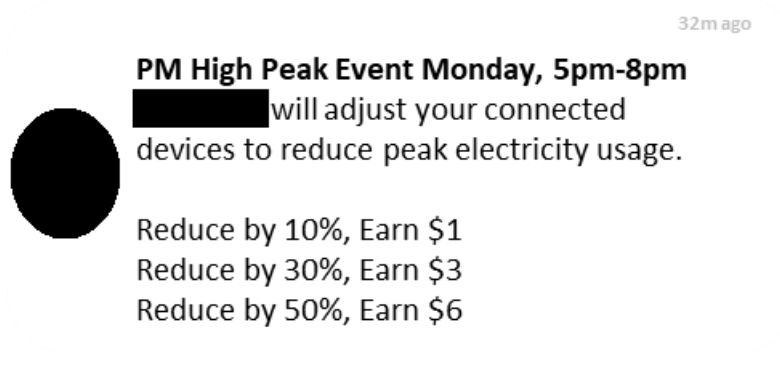 32m ago
PM High Peak Event Monday, 5pm-8pm
will adjust your connected
devices to reduce peak electricity usage.
Reduce by 10%, Earn $1
Reduce by 30%, Earn $3
Reduce by 50%, Earn $6